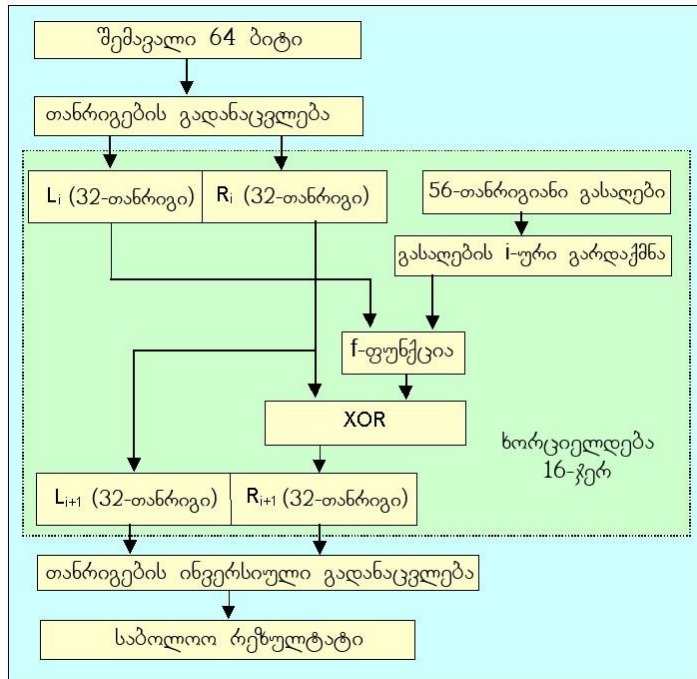 შემავალი 64 ბიტი
თანრიგების გადანაცვლება
Li (32-თანრიგი) Ri (32-თანრიგი)
56-თანრიგიანი გასაღები
გასაღების i-ური გარდაქმნა
f-ფუნქცია
XOR
ხორციელდება
16-ჯერ
Li+1 (32-თანრიგი) Ri+1 (32-თანრიგი)
თანრიგების ინვერსიული გადანაცვლება
საბოლოო რეზულტატი